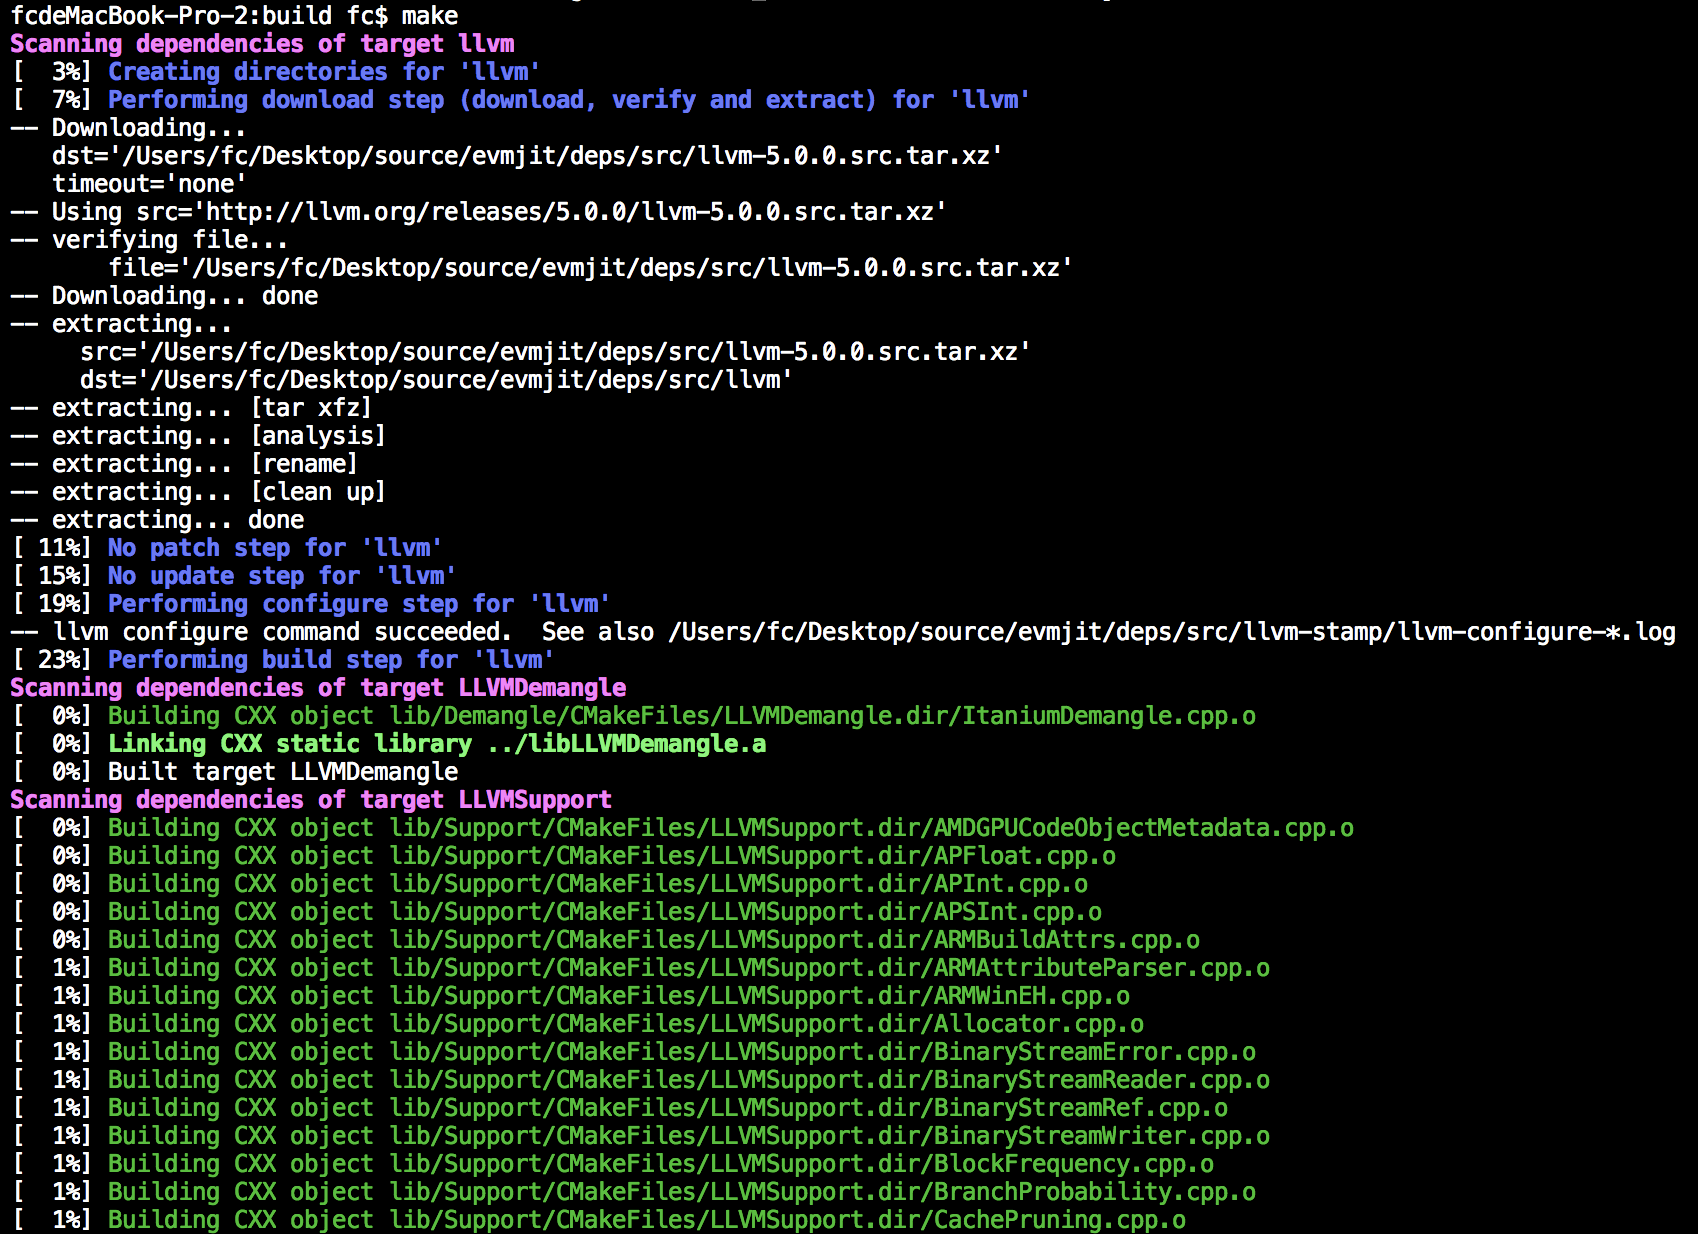 fcdeMacBook-Pro-2:build fc$ make
Scanning dependencies of target llvm
[  3%] Creating directories for 'llvm'
[  7%] Performing download step (download, verify and extract) for 'llvm'
-- Downloading...
   dst='/Users/fc/Desktop/source/evmjit/deps/src/llvm-5.0.0.src.tar.xz'
   timeout='none'
-- Using src='http://llvm.org/releases/5.0.0/llvm-5.0.0.src.tar.xz'
-- verifying file...
       file='/Users/fc/Desktop/source/evmjit/deps/src/llvm-5.0.0.src.tar.xz'
-- Downloading... done
-- extracting...
     src='/Users/fc/Desktop/source/evmjit/deps/src/llvm-5.0.0.src.tar.xz'
     dst='/Users/fc/Desktop/source/evmjit/deps/src/llvm'
-- extracting... [tar xfz]
-- extracting... [analysis]
-- extracting... [rename]
-- extracting... [clean up]
-- extracting... done
[ 11%] No patch step for 'llvm'
[ 15%] No update step for 'llvm'
[ 19%] Performing configure step for 'llvm'
-- llvm configure command succeeded.  See also /Users/fc/Desktop/source/evmjit/deps/src/llvm-stamp/llvm-configure-*.log
[ 23%] Performing build step for 'llvm'
Scanning dependencies of target LLVMDemangle
[  0%] Building CXX object lib/Demangle/CMakeFiles/LLVMDemangle.dir/ItaniumDemangle.cpp.o
[  0%] Linking CXX static library ../libLLVMDemangle.a
[  0%] Built target LLVMDemangle
Scanning dependencies of target LLVMSupport
[  0%] Building CXX object lib/Support/CMakeFiles/LLVMSupport.dir/AMDGPUCodeObjectMetadata.cpp.o
[  0%] Building CXX object lib/Support/CMakeFiles/LLVMSupport.dir/APFloat.cpp.o
[  0%] Building CXX object lib/Support/CMakeFiles/LLVMSupport.dir/APInt.cpp.o
[  0%] Building CXX object lib/Support/CMakeFiles/LLVMSupport.dir/APSInt.cpp.o
[  0%] Building CXX object lib/Support/CMakeFiles/LLVMSupport.dir/ARMBuildAttrs.cpp.o
[  1%] Building CXX object lib/Support/CMakeFiles/LLVMSupport.dir/ARMAttributeParser.cpp.o
[  1%] Building CXX object lib/Support/CMakeFiles/LLVMSupport.dir/ARMWinEH.cpp.o
[  1%] Building CXX object lib/Support/CMakeFiles/LLVMSupport.dir/Allocator.cpp.o
[  1%] Building CXX object lib/Support/CMakeFiles/LLVMSupport.dir/BinaryStreamError.cpp.o
[  1%] Building CXX object lib/Support/CMakeFiles/LLVMSupport.dir/BinaryStreamReader.cpp.o
[  1%] Building CXX object lib/Support/CMakeFiles/LLVMSupport.dir/BinaryStreamRef.cpp.o
[  1%] Building CXX object lib/Support/CMakeFiles/LLVMSupport.dir/BinaryStreamWriter.cpp.o
[  1%] Building CXX object lib/Support/CMakeFiles/LLVMSupport.dir/BlockFrequency.cpp.o
[  1%] Building CXX object lib/Support/CMakeFiles/LLVMSupport.dir/BranchProbability.cpp.o
[  1%] Building CXX object lib/Support/CMakeFiles/LLVMSupport.dir/CachePruning.cpp.o